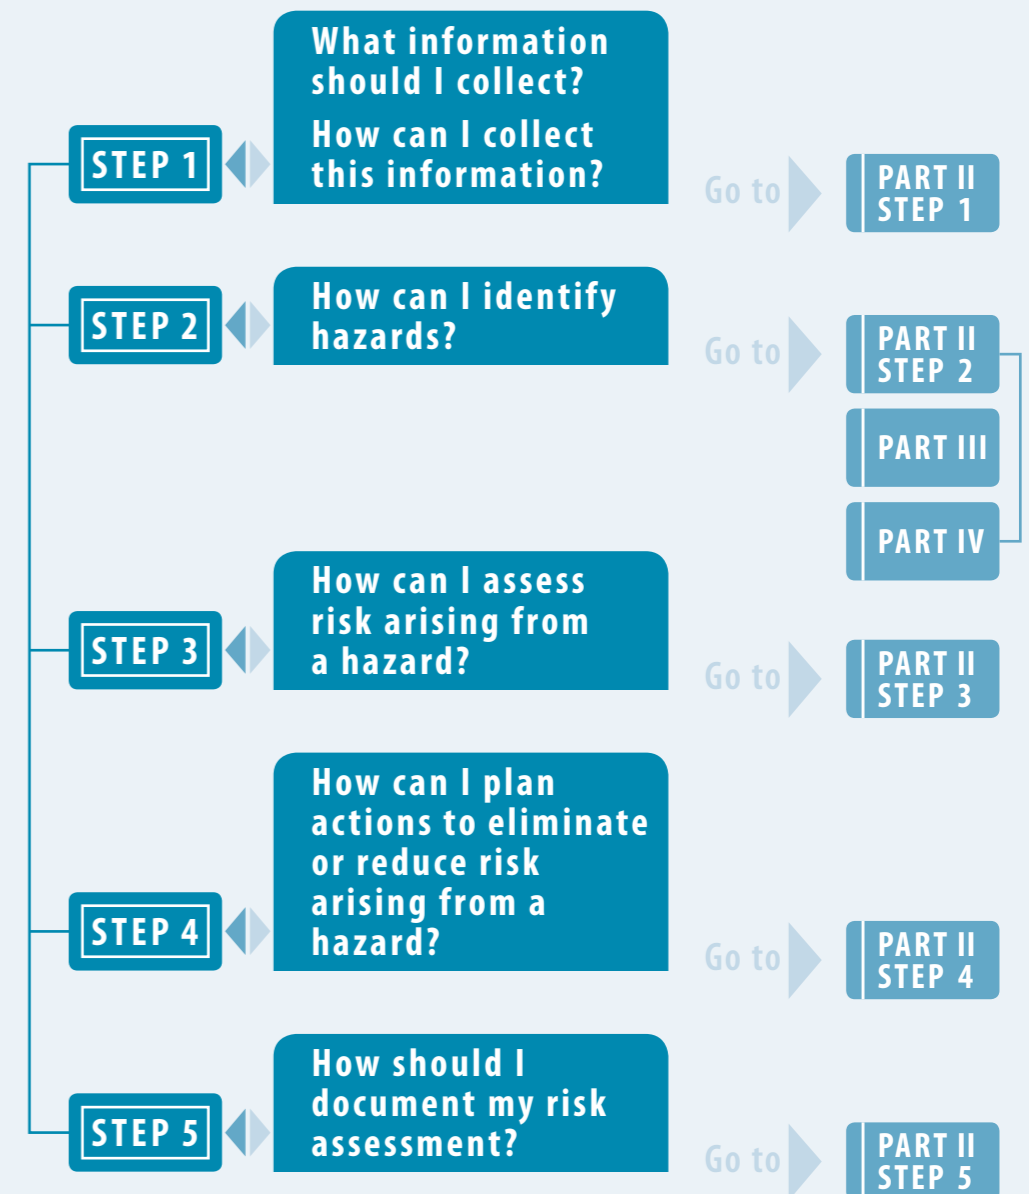 What information
should I collect?
How can I collect
this information?
STEP 1
Go to
PART II
STEP 1
How can I identify
hazards?
STEP 2
Go to
PART II
STEP 2
PART III
PART IV
How can I assess
risk arising from
a hazard?
STEP 3
Go to
PART II
STEP 3
How can I plan
actions to eliminate
or reduce risk
arising from a
hazard?
STEP 4
Go to
PART II
STEP 4
How should I
document my risk
assessment?
STEP 5
Go to
PART II
STEP 5